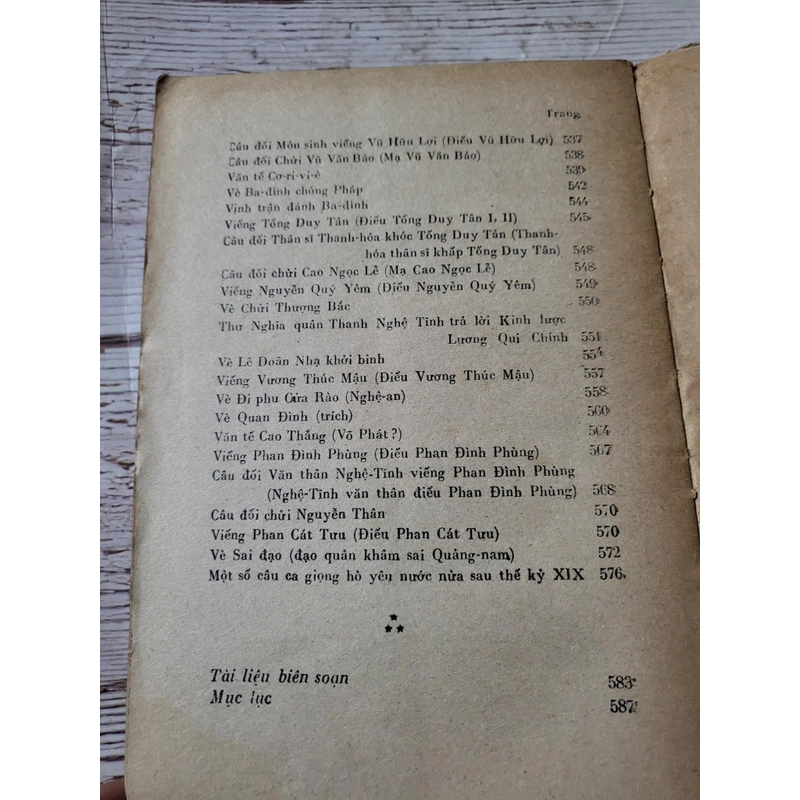 Trang
Câu đối Môn sinh viếng Vũ Hữu Lợi (Điếu Vũ Hữu Lợi) 537
Câu đối Chửi Vũ Văn Báo (Mạ Vũ Văn Báo) 538
Văn tế Cơ-ri-vi-ê 539
Vè Ba-đình chống Pháp 542
Vịnh trận đánh Ba-đình 544
Viếng Tống Duy Tân (Điếu Tống Duy Tân I, II) 545
Câu đối Thân sĩ Thanh-hóa khóc Tống Duy Tân (Thanh-
hóa thân sĩ khấp Tống Duy Tân) 548
Câu đối chửi Cao Ngọc Lễ (Mạ Cao Ngọc Lễ) 548
Viếng Nguyễn Quý Yêm (Điếu Nguyễn Quý Yêm) 549
Vè Chửi Thượng Bắc 550
Thư Nghĩa quân Thanh Nghệ Tĩnh trả lời Kinh lược
Lương Qui Chính 551
Vè Lê Doãn Nhạ khởi binh 554
Viếng Vương Thúc Mậu (Điếu Vương Thúc Mậu) 557
Vè Đi phu Cửa Rào (Nghệ-an) 558
Vè Quan Đình (trích) 560
Văn tế Cao Thắng (Võ Phát?) 564
Viếng Phan Đình Phùng (Điếu Phan Đình Phùng) 567
Câu đối Văn thân Nghệ-Tĩnh viếng Phan Đình Phùng
(Nghệ-Tĩnh văn thân điếu Phan Đình Phùng) 568
Câu đối chửi Nguyễn Thân 570
Viếng Phan Cát Tưu (Điếu Phan Cát Tưu) 570
Vè Sai đạo (đạo quân khâm sai Quảng-nam) 572
Một số câu ca giọng hò yêu nước nửa sau thế kỷ XIX 576
Tài liệu biên soạn 583
Mục lục 587